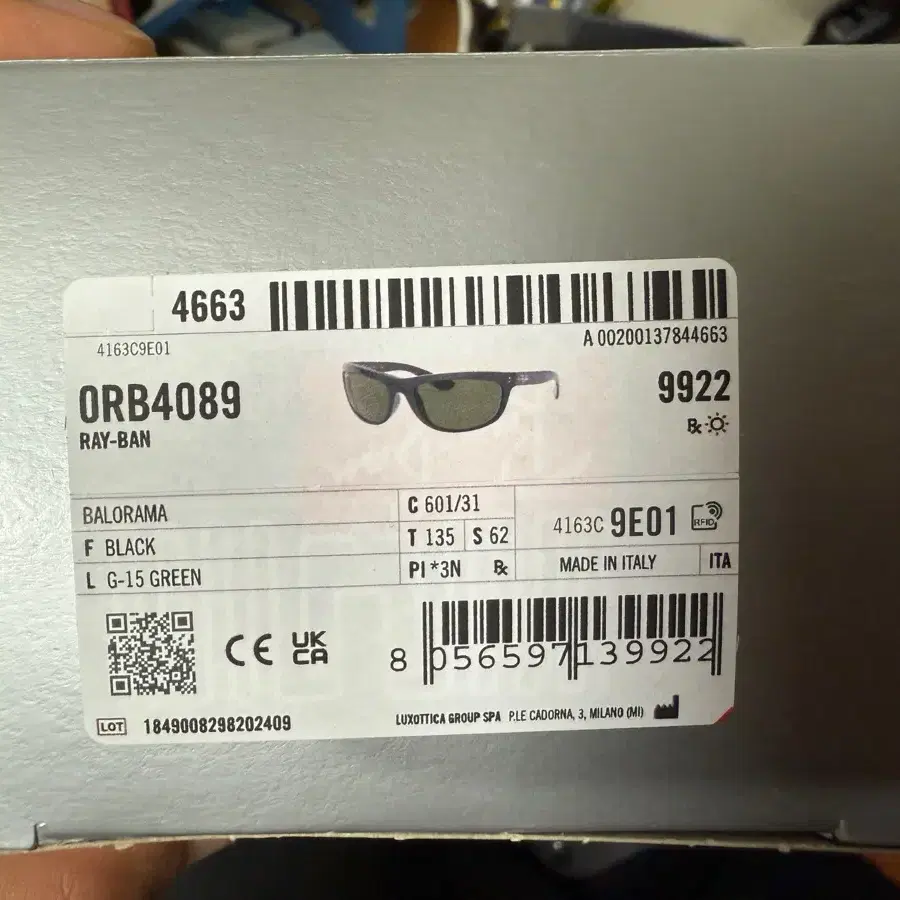 4663
A 00200137844663
4163C9E01
0RB4089
9922
RAY-BAN
Rx
BALORAMA
C 601/31
4163C 9E01
RFID
F BLACK
T 135
S 62
L G-15 GREEN
PI *3N
Rx
MADE IN ITALY
ITA
CE
UK
CA
8 056597 139922
LOT
1849008298202409
LUXOTTICA GROUP SPA P.LE CADORNA, 3, MILANO (MI)